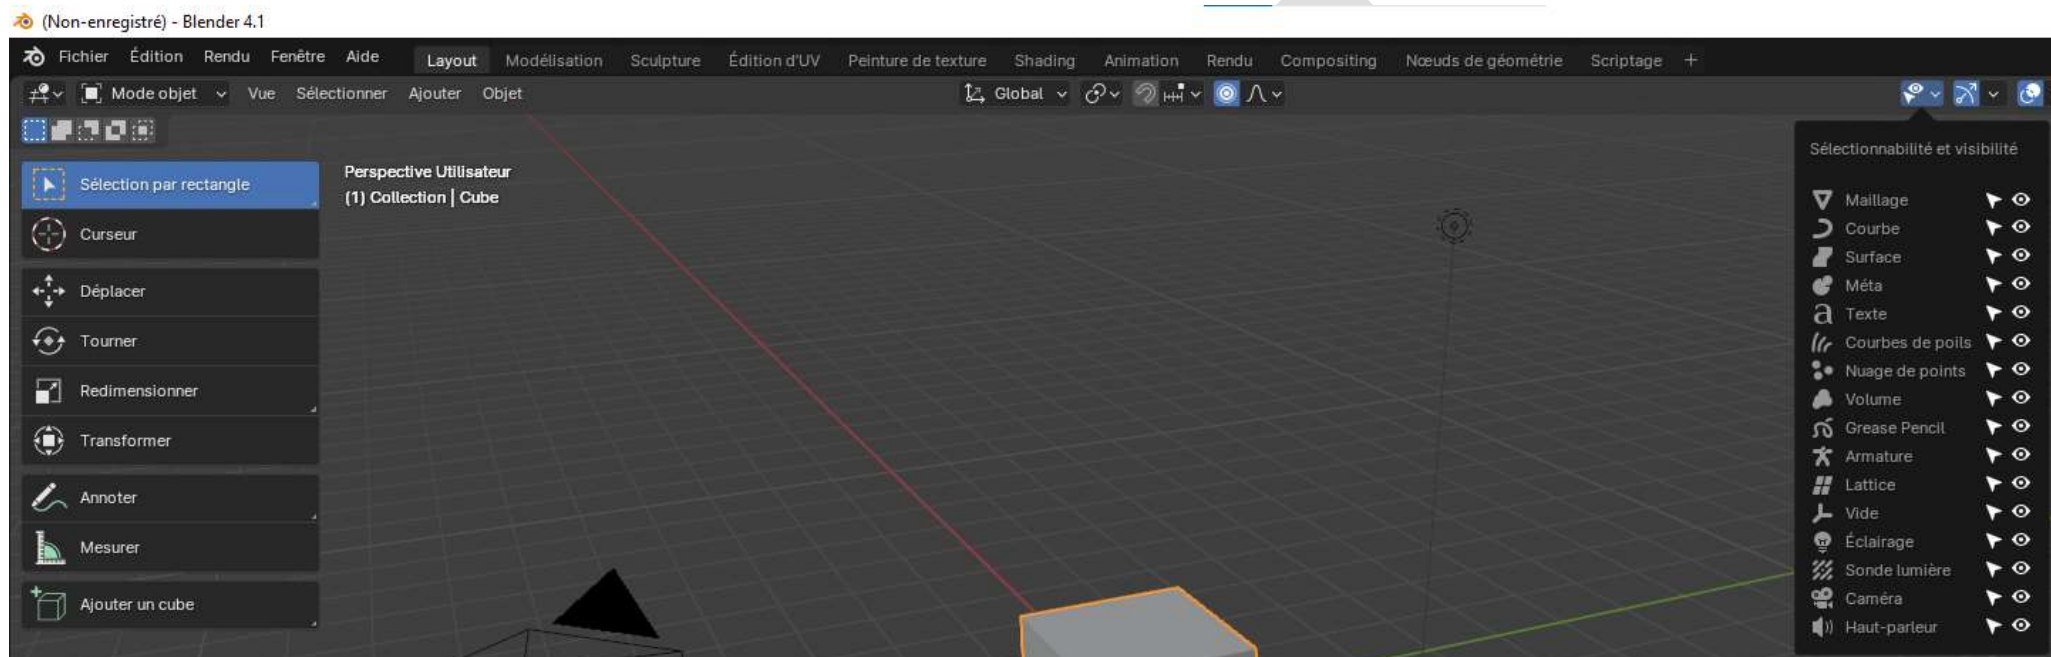 (Non-enregistré) - Blender 4.1
Fichier Édition Rendu Fenêtre Aide Layout Modélisation Sculpture Édition d'UV Peinture de texture Shading Animation Rendu Compositing Nœuds de géométrie Scriptage +
Mode objet Vue Sélectionner Ajouter Objet Global
Sélection par rectangle
Curseur
Déplacer
Tourner
Redimensionner
Transformer
Annoter
Mesurer
Ajouter un cube
Perspective Utilisateur
(1) Collection | Cube
Sélectionnabilité et visibilité
Maillage
Courbe
Surface
Méta
Texte
Courbes de poils
Nuage de points
Volume
Grease Pencil
Armature
Lattice
Vide
Éclairage
Sonde lumière
Caméra
Haut-parleur